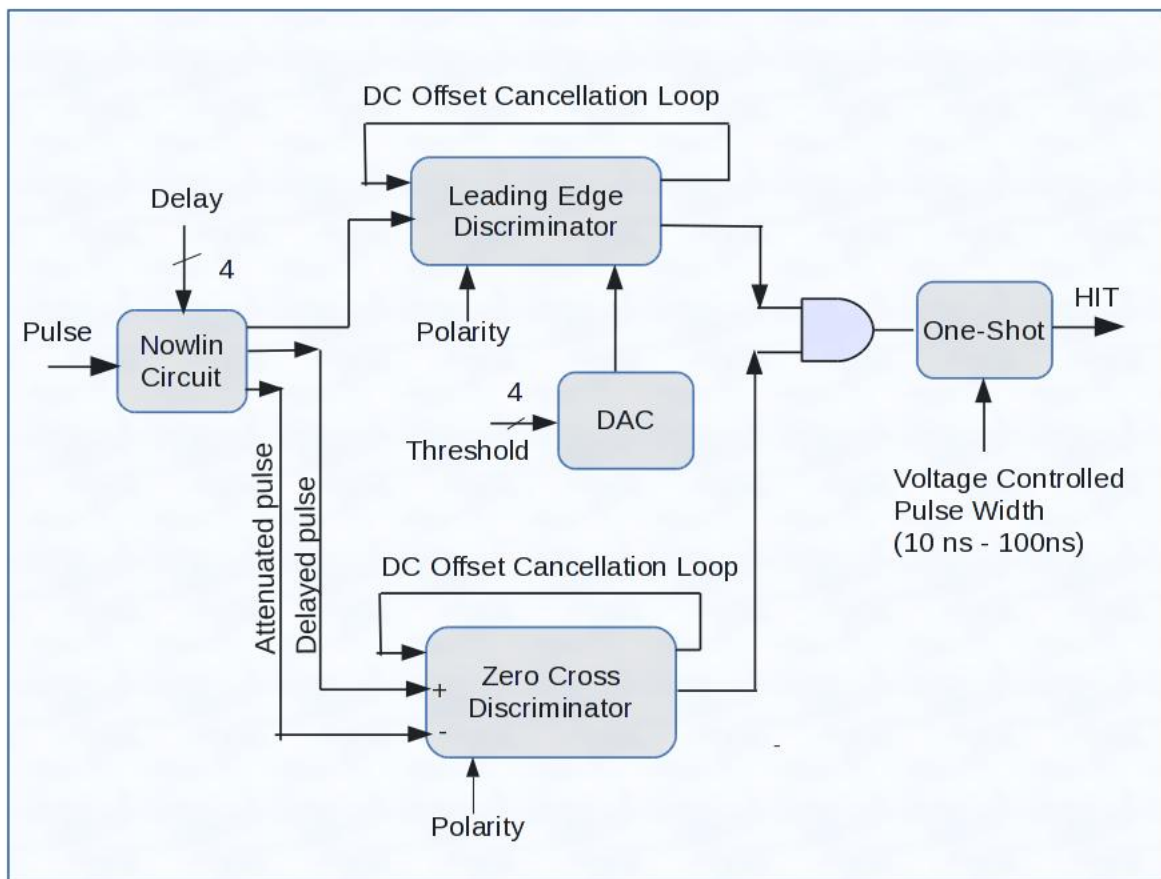 DC Offset Cancellation Loop
Leading Edge
Discriminator
Delay
4
Pulse
Nowlin
Circuit
Polarity
HIT
One-Shot
4
Threshold
DAC
Voltage Controlled
Pulse Width
(10 ns - 100ns)
Attenuated pulse
Delayed pulse
DC Offset Cancellation Loop
Zero Cross
Discriminator
+
-
-
Polarity